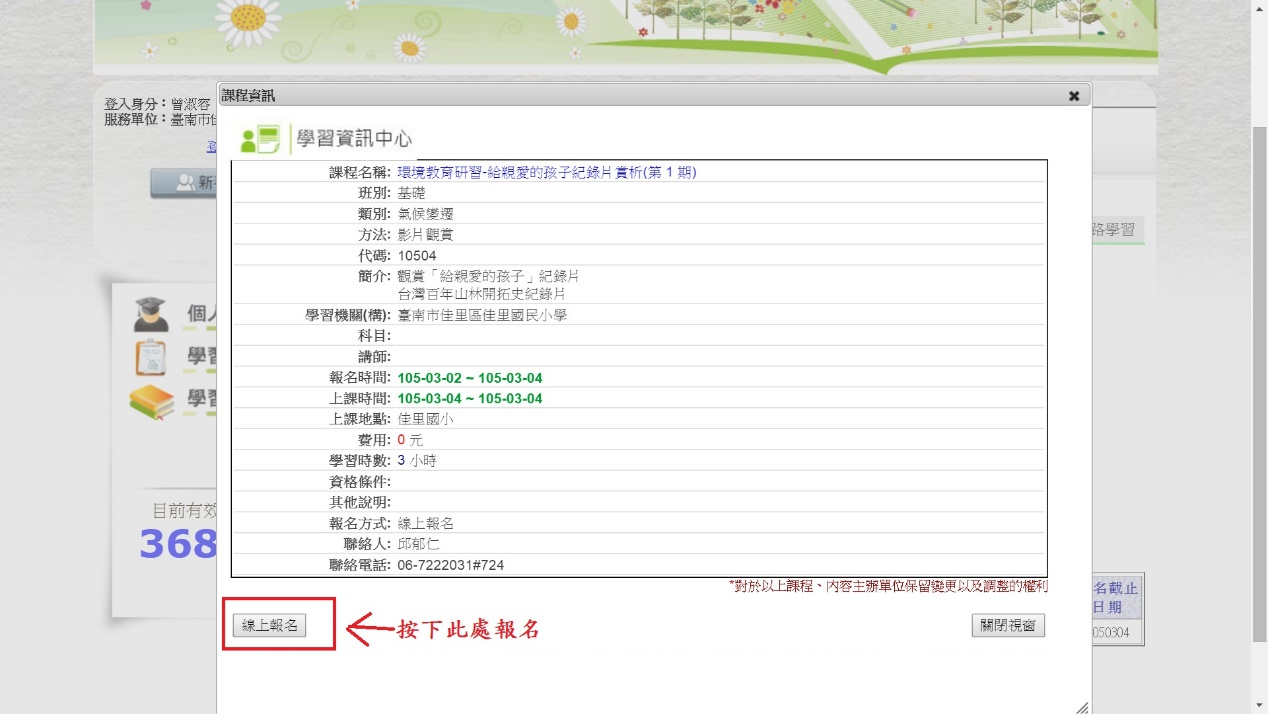 課程資訊
登入身分：曾淑容
服務單位：臺南市佳
登
學習資訊中心
課程名稱: 環境教育研習-給親愛的孩子紀錄片賞析(第 1 期)
班別: 基礎
新
類別: 氣候變遷
路學習
方法: 影片觀賞
代碼: 10504
簡介: 觀賞「給親愛的孩子」紀錄片
台灣百年山林開拓史紀錄片
個人
學習機關(構): 臺南市佳里區佳里國民小學
科目:
學習
講師:
報名時間: 105-03-02 ~ 105-03-04
學習
上課時間: 105-03-04 ~ 105-03-04
上課地點: 佳里國小
費用: 0 元
學習時數: 3 小時
資格條件:
其他說明:
目前有效
報名方式: 線上報名
368
聯絡人: 邱郁仁
聯絡電話: 06-7222031#724
*對於以上課程、內容主辦單位保留變更以及調整的權利
名截止
日期
050304
線上報名
按下此處報名
關閉視窗